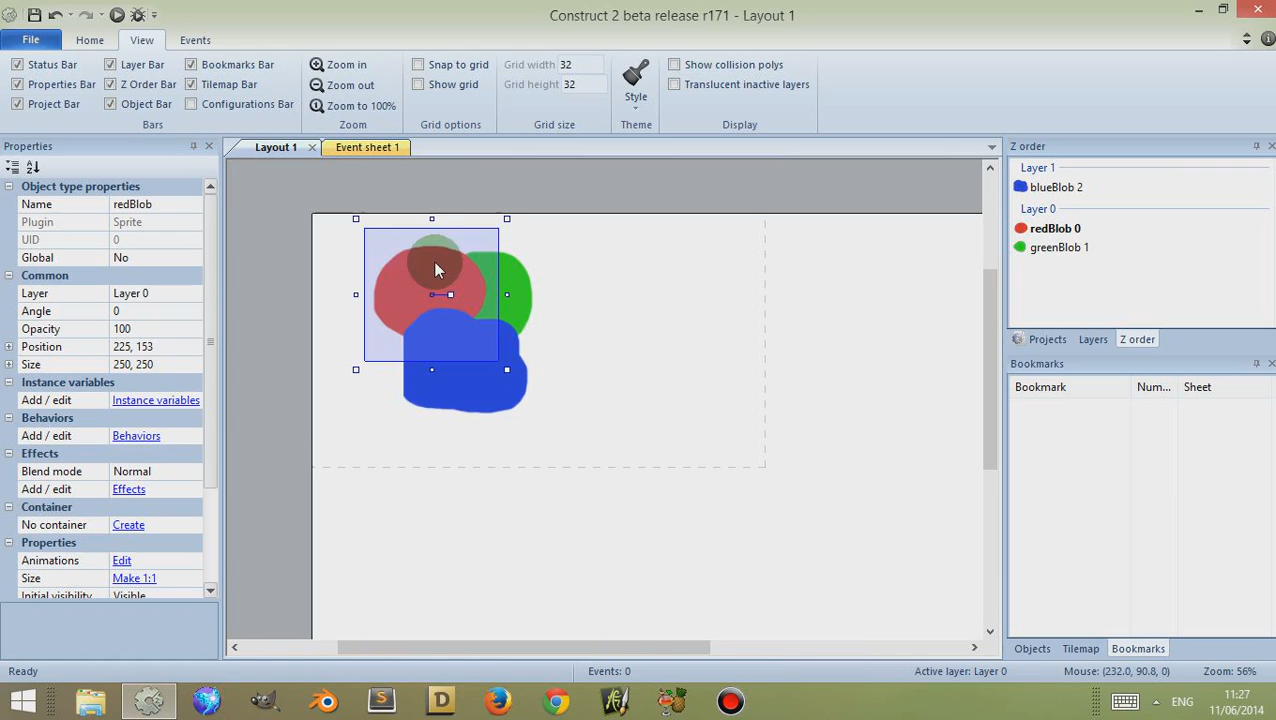 Construct 2 beta release r171 - Layout 1
File
Home
View
Events
Status Bar
Layer Bar
Bookmarks Bar
Properties Bar
Z Order Bar
Tilemap Bar
Project Bar
Object Bar
Configurations Bar
Bars
Zoom in
Zoom out
Zoom to 100%
Zoom
Snap to grid
Show grid
Grid options
Grid width 32
Grid height 32
Grid size
Style
Theme
Show collision polys
Translucent inactive layers
Display
Properties
Object type properties
Name redBlob
Plugin Sprite
UID 0
Global No
Common
Layer Layer 0
Angle 0
Opacity 100
Position 225, 153
Size 250, 250
Instance variables
Add / edit Instance variables
Behaviors
Add / edit Behaviors
Effects
Blend mode Normal
Add / edit Effects
Container
No container Create
Properties
Animations Edit
Size Make 1:1
Initial visibility Visible
Layout 1
Event sheet 1
Z order
Layer 1
blueBlob 2
Layer 0
redBlob 0
greenBlob 1
Projects
Layers
Z order
Bookmarks
Bookmark Num... Sheet
Objects
Tilemap
Bookmarks
Ready
Events: 0
Active layer: Layer 0
Mouse: (232.0, 90.8, 0)
Zoom: 56%
ENG
11:27
11/06/2014